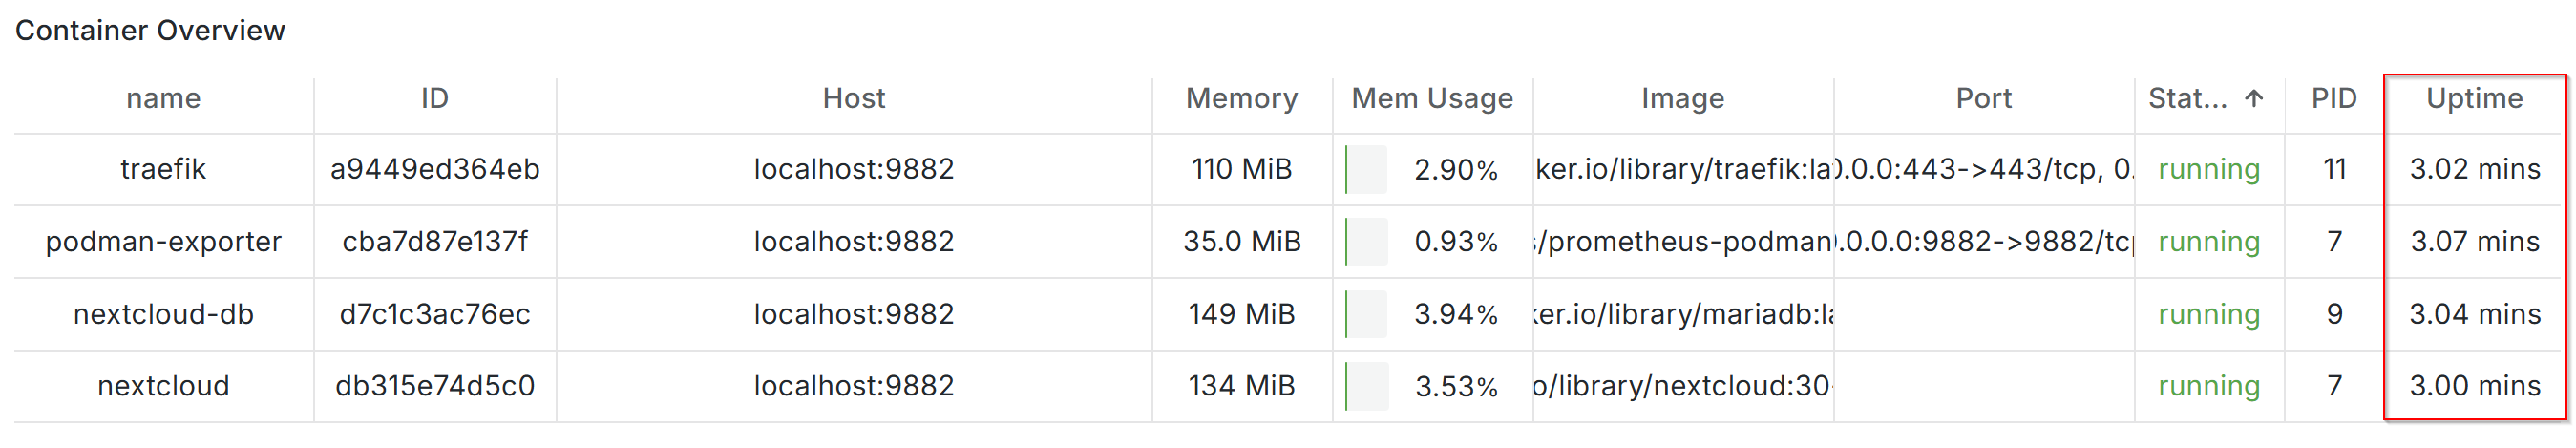 Container Overview
name ID Host Memory Mem Usage Image Port Stat... ↑ PID Uptime
traefik a9449ed364eb localhost:9882 110 MiB 2.90% ker.io/library/traefik:la 0.0.0:443->443/tcp, 0. running 11 3.02 mins
podman-exporter cba7d87e137f localhost:9882 35.0 MiB 0.93% /prometheus-podman 0.0.0.0:9882->9882/tc running 7 3.07 mins
nextcloud-db d7c1c3ac76ec localhost:9882 149 MiB 3.94% ker.io/library/mariadb:la running 9 3.04 mins
nextcloud db315e74d5c0 localhost:9882 134 MiB 3.53% o/library/nextcloud:30 running 7 3.00 mins